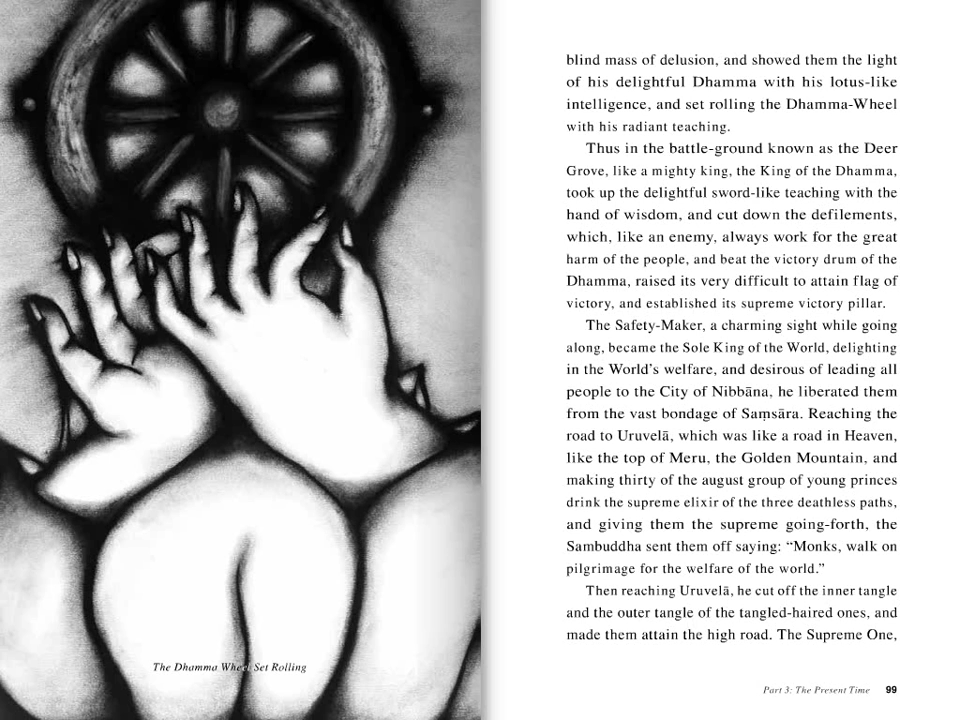 The Dhamma Wheel Set Rolling
blind mass of delusion, and showed them the light
of his delightful Dhamma with his lotus-like
intelligence, and set rolling the Dhamma-Wheel
with his radiant teaching.
Thus in the battle-ground known as the Deer
Grove, like a mighty king, the King of the Dhamma,
took up the delightful sword-like teaching with the
hand of wisdom, and cut down the defilements,
which, like an enemy, always work for the great
harm of the people, and beat the victory drum of the
Dhamma, raised its very difficult to attain flag of
victory, and established its supreme victory pillar.
The Safety-Maker, a charming sight while going
along, became the Sole King of the World, delighting
in the World's welfare, and desirous of leading all
people to the City of Nibbāna, he liberated them
from the vast bondage of Saṃsāra. Reaching the
road to Uruvelā, which was like a road in Heaven,
like the top of Meru, the Golden Mountain, and
making thirty of the august group of young princes
drink the supreme elixir of the three deathless paths,
and giving them the supreme going-forth, the
Sambuddha sent them off saying: “Monks, walk on
pilgrimage for the welfare of the world.”
Then reaching Uruvelā, he cut off the inner tangle
and the outer tangle of the tangled-haired ones, and
made them attain the high road. The Supreme One,
Part 3: The Present Time 99